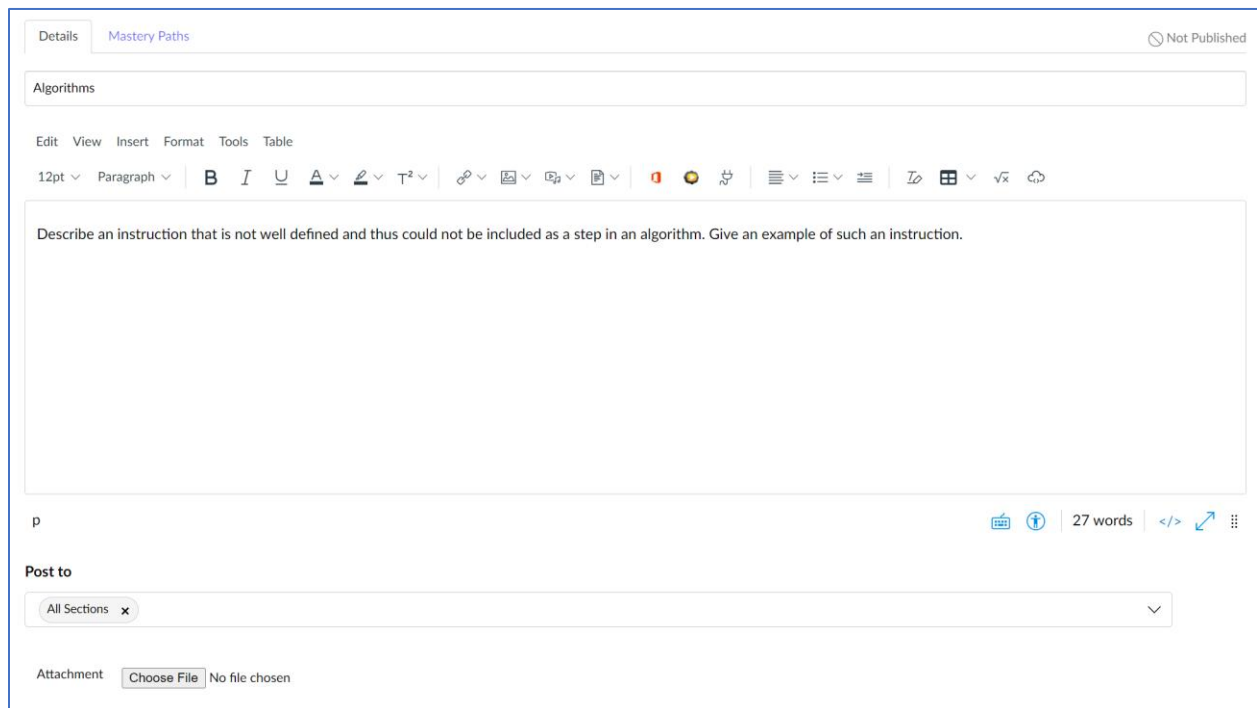 Details Mastery Paths Not Published
Algorithms
Edit View Insert Format Tools Table
12pt Paragraph B I U A T²
Describe an instruction that is not well defined and thus could not be included as a step in an algorithm. Give an example of such an instruction.
p 27 words </>
Post to
All Sections ×
Attachment Choose File No file chosen